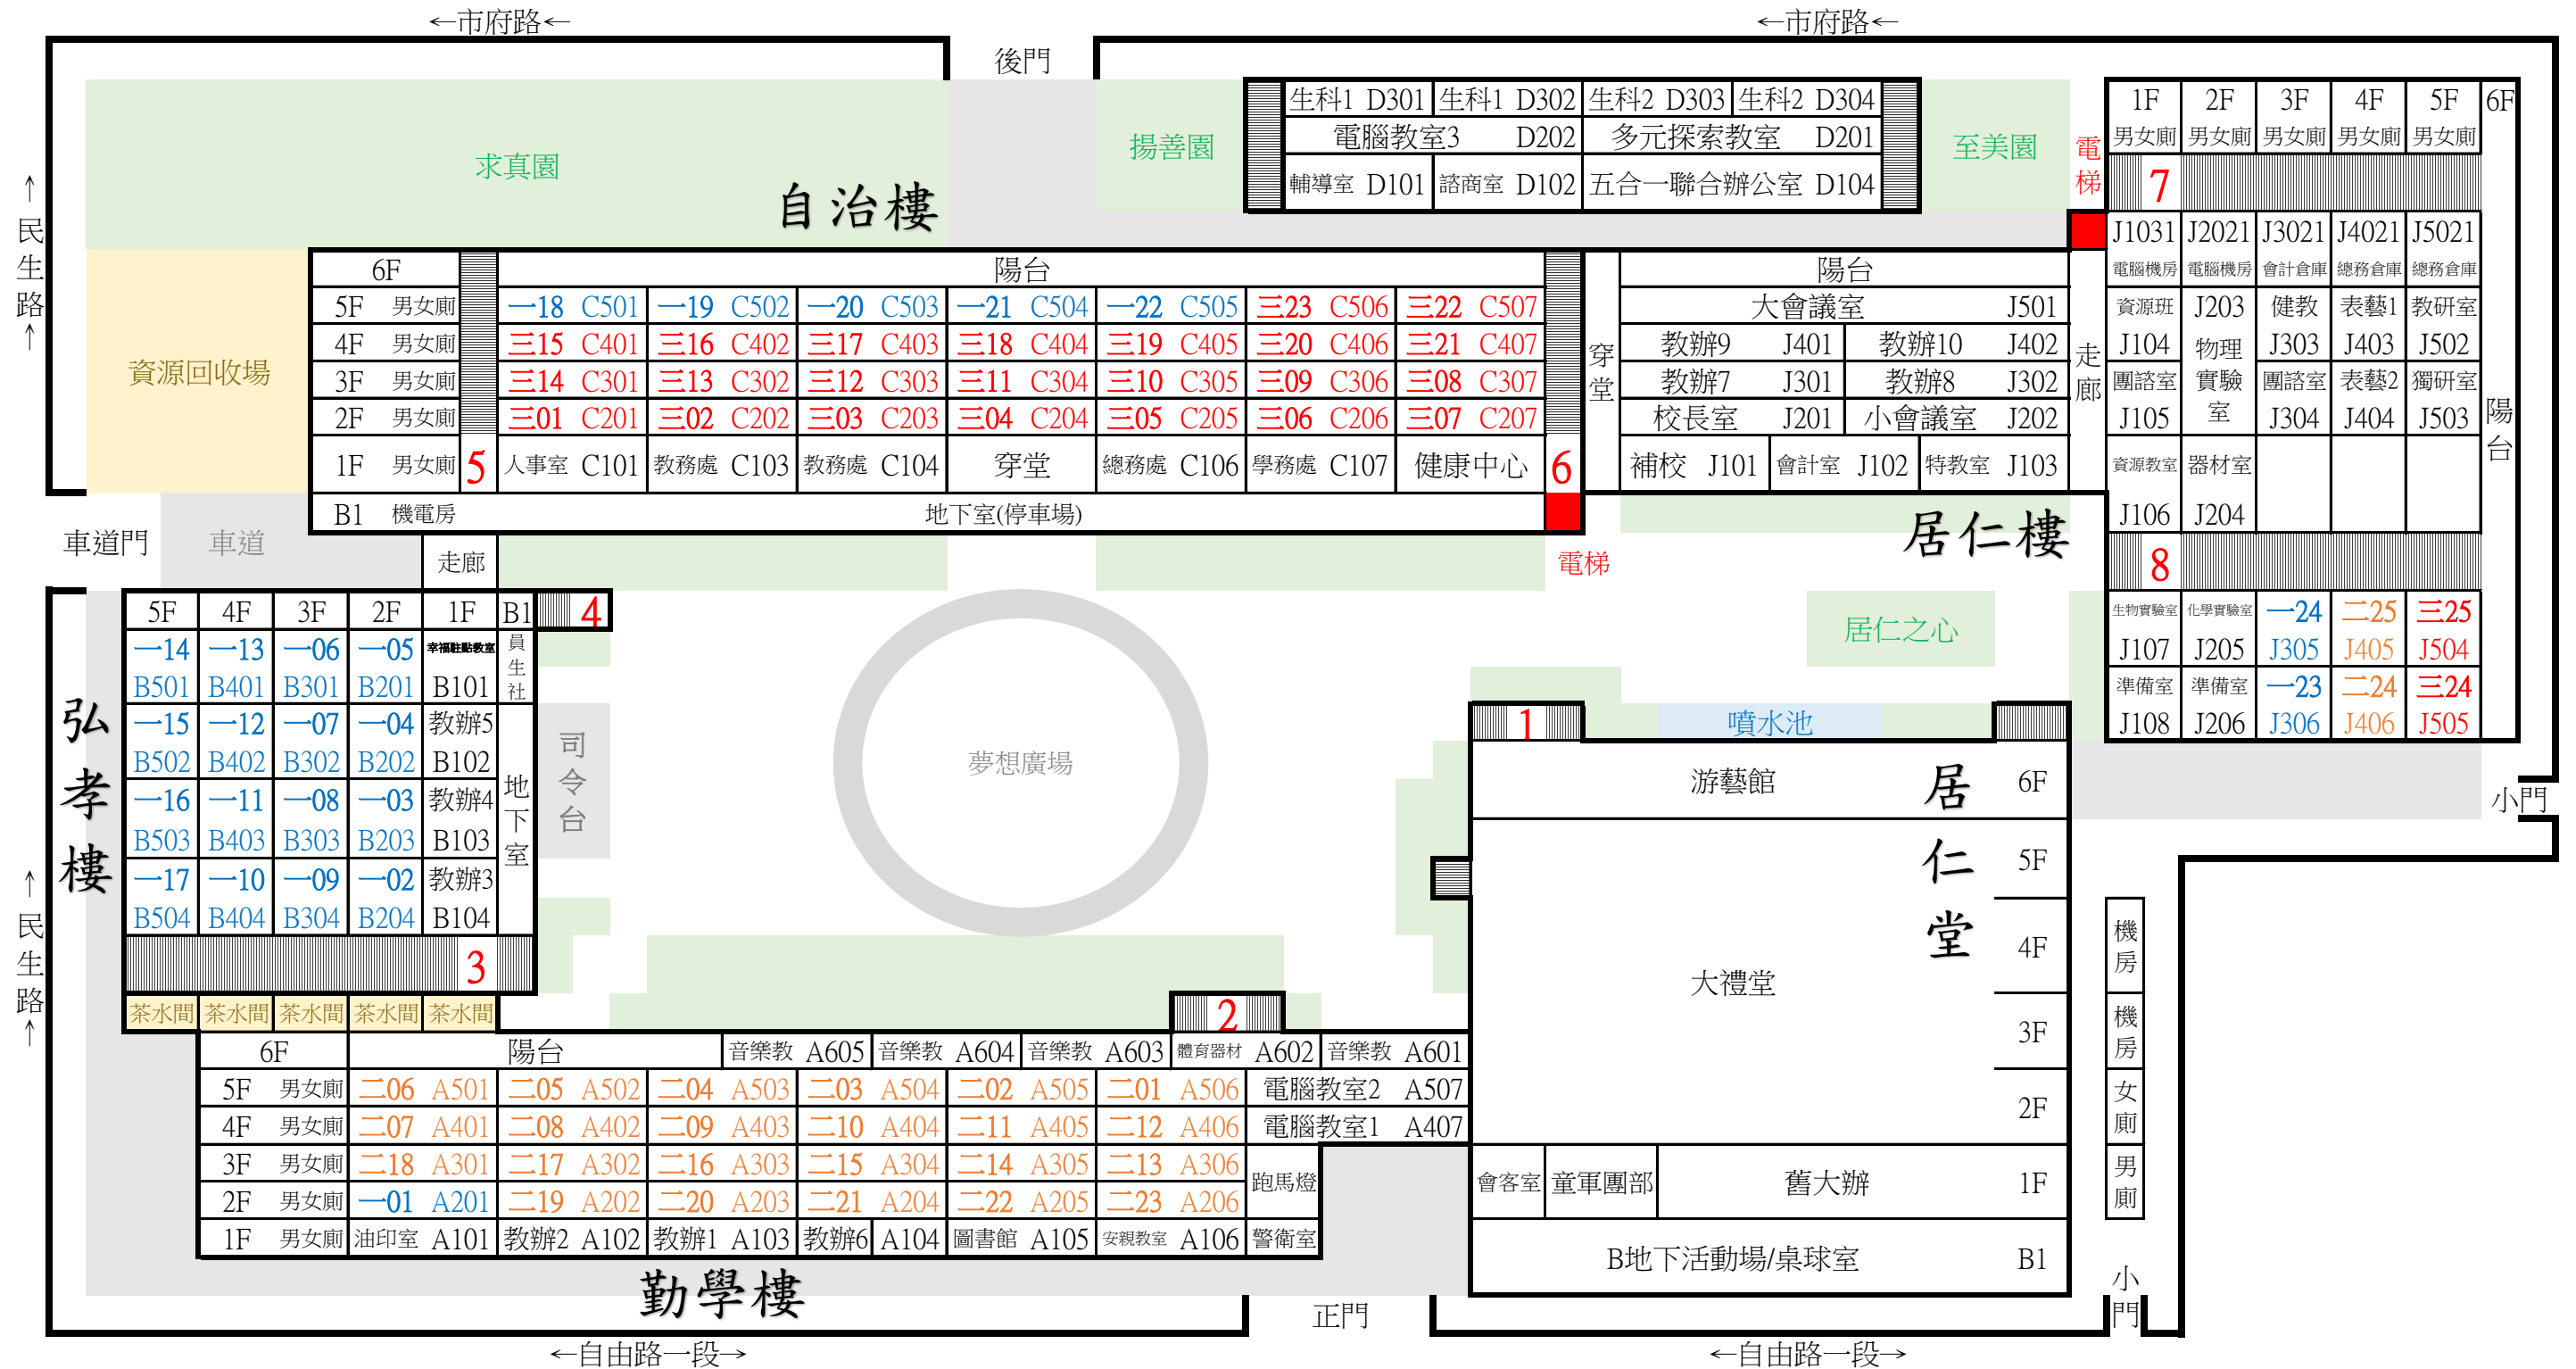 ←市府路←
←市府路←
後門
↑民生路↑
求真園
揚善園
至美園
自治樓
生科1 D301 生科1 D302 生科2 D303 生科2 D304
電腦教室3 D202 多元探索教室 D201
輔導室 D101 諮商室 D102 五合一聯合辦公室 D104
電梯
資源回收場
6F 陽台
5F 男女廁 一18 C501 一19 C502 一20 C503 一21 C504 一22 C505 三23 C506 三22 C507
4F 男女廁 三15 C401 三16 C402 三17 C403 三18 C404 三19 C405 三20 C406 三21 C407
3F 男女廁 三14 C301 三13 C302 三12 C303 三11 C304 三10 C305 三09 C306 三08 C307
2F 男女廁 三01 C201 三02 C202 三03 C203 三04 C204 三05 C205 三06 C206 三07 C207
1F 男女廁 5 人事室 C101 教務處 C103 教務處 C104 穿堂 總務處 C106 學務處 C107 健康中心 6
B1 機電房 地下室(停車場)
電梯
穿堂
陽台
大會議室 J501
教辦9 J401 教辦10 J402
教辦7 J301 教辦8 J302
校長室 J201 小會議室 J202
補校 J101 會計室 J102 特教室 J103
走廊
居仁樓
1F 2F 3F 4F 5F 6F
男女廁 男女廁 男女廁 男女廁 男女廁
7
J1031 J2021 J3021 J4021 J5021
電腦機房 電腦機房 會計倉庫 總務倉庫 總務倉庫
資源班 J203 健教 表藝1 教研室
J104 物理 J303 J403 J502
團諮室 實驗 團諮室 表藝2 獨研室
J105 室 J304 J404 J503
陽台
資源教室 器材室
J106 J204
8
生物實驗室 化學實驗室 一24 二25 三25
J107 J205 J305 J405 J504
準備室 準備室 一23 二24 三24
J108 J206 J306 J406 J505
車道門
車道
走廊
5F 4F 3F 2F 1F B1 4
一14 一13 一06 一05 幸福駐點教室 員生社
B501 B401 B301 B201 B101
一15 一12 一07 一04 教辦5
B502 B402 B302 B202 B102
一16 一11 一08 一03 教辦4 地下室
B503 B403 B303 B203 B103
一17 一10 一09 一02 教辦3
B504 B404 B304 B204 B104
3
茶水間 茶水間 茶水間 茶水間 茶水間
弘孝樓
↑民生路↑
司令台
夢想廣場
居仁之心
噴水池
1
游藝館 6F
居仁堂
5F
4F
大禮堂
3F
2F
會客室 童軍團部 舊大辦 1F
B地下活動場/桌球室 B1
小門
機房
機房
女廁
男廁
小門
2
6F 陽台 音樂教 A605 音樂教 A604 音樂教 A603 體育器材 A602 音樂教 A601
5F 男女廁 二06 A501 二05 A502 二04 A503 二03 A504 二02 A505 二01 A506 電腦教室2 A507
4F 男女廁 二07 A401 二08 A402 二09 A403 二10 A404 二11 A405 二12 A406 電腦教室1 A407
3F 男女廁 二18 A301 二17 A302 二16 A303 二15 A304 二14 A305 二13 A306 跑馬燈
2F 男女廁 一01 A201 二19 A202 二20 A203 二21 A204 二22 A205 二23 A206
1F 男女廁 油印室 A101 教辦2 A102 教辦1 A103 教辦6 A104 圖書館 A105 安親教室 A106 警衛室
勤學樓
正門
←自由路一段→
←自由路一段→